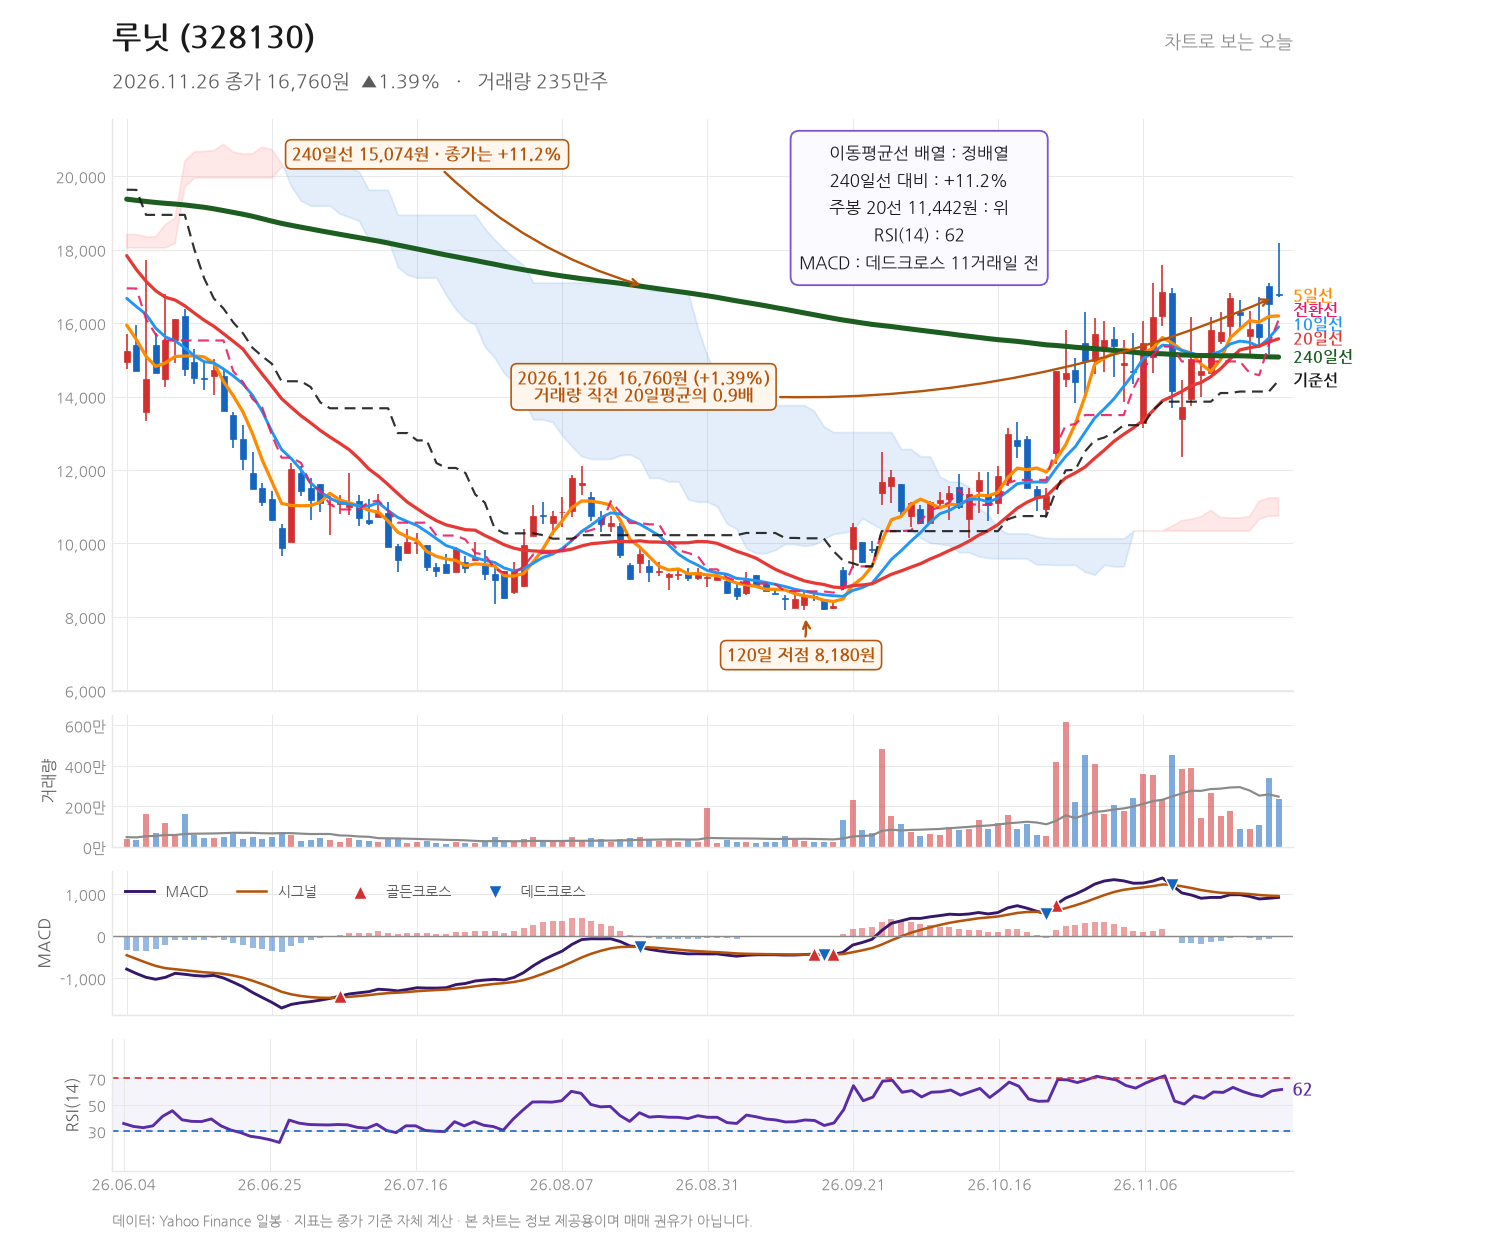 루닛 (328130)
차트로 보는 오늘
2026.11.26 종가 16,760원 ▲1.39% · 거래량 235만주
240일선 15,074원 · 종가는 +11.2%
이동평균선 배열 : 정배열
240일선 대비 : +11.2%
주봉 20선 11,442원 : 위
RSI(14) : 62
MACD : 데드크로스 11거래일 전
20,000
18,000
16,000
14,000
12,000
10,000
8,000
6,000
5일선
전환선
10일선
20일선
240일선
기준선
2026.11.26 16,760원 (+1.39%)
거래량 직전 20일평균의 0.9배
120일 저점 8,180원
거래량
600만
400만
200만
0만
MACD
MACD
시그널
골든크로스
데드크로스
1,000
0
-1,000
RSI(14)
70
50
30
62
26.06.04
26.06.25
26.07.16
26.08.07
26.08.31
26.09.21
26.10.16
26.11.06
데이터: Yahoo Finance 일봉 · 지표는 종가 기준 자체 계산 · 본 차트는 정보 제공용이며 매매 권유가 아닙니다.